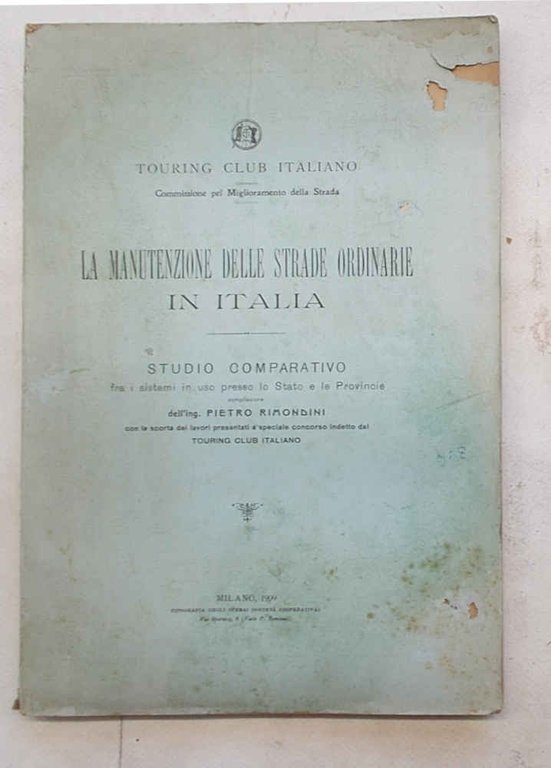 TOURING CLUB ITALIANO
Commissione pel Miglioramento della Strada
LA MANUTENZIONE DELLE STRADE ORDINARIE
IN ITALIA
STUDIO COMPARATIVO
fra i sistemi in uso presso lo Stato e le Provincie
compilazione
dell'ing. PIETRO RIMONDINI
con la scorta dei lavori presentati a speciale concorso indetto dal
TOURING CLUB ITALIANO
MILANO,
TIPOGRAFIA DEGLI OPERAI (SOCIETÀ COOPERATIVA)
Via